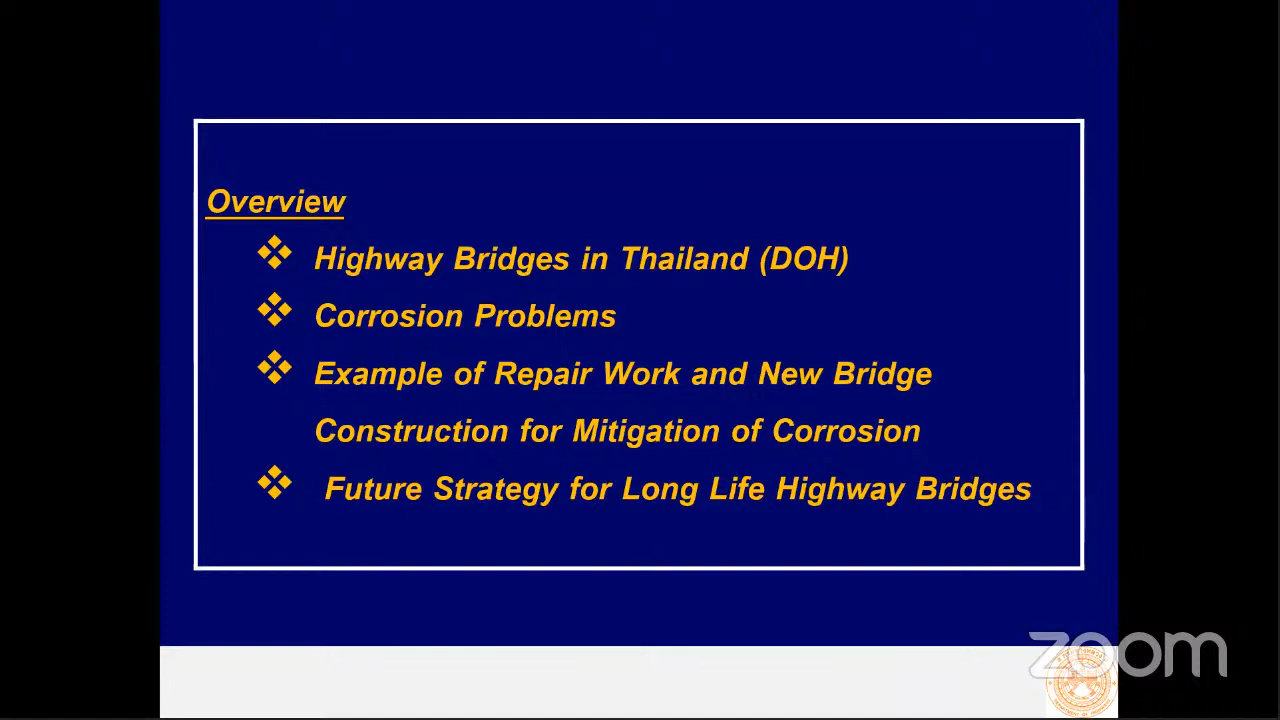 Overview
Highway Bridges in Thailand (DOH)
Corrosion Problems
Example of Repair Work and New Bridge
Construction for Mitigation of Corrosion
Future Strategy for Long Life Highway Bridges
zoom